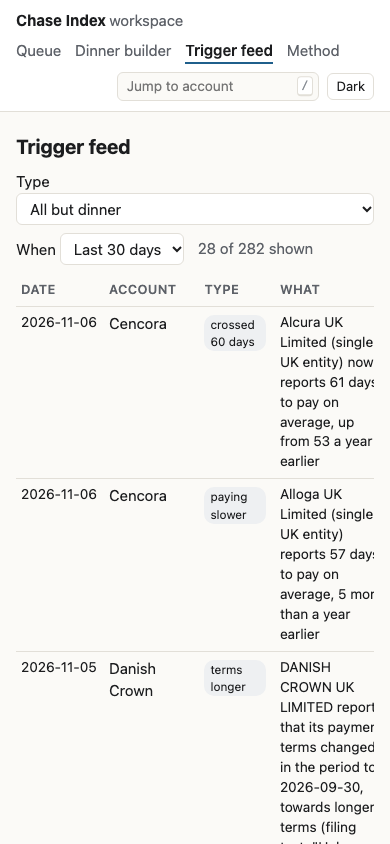 Chase Index workspace
Queue Dinner builder Trigger feed Method
Jump to account /
Dark
Trigger feed
Type
All but dinner
When Last 30 days 28 of 282 shown
DATE ACCOUNT TYPE WHAT
2026-11-06 Cencora crossed 60 days
Alcura UK
Limited (single
UK entity) now
reports 61 days
to pay on
average, up
from 53 a year
earlier
2026-11-06 Cencora paying slower
Alloga UK
Limited (single
UK entity)
reports 57 days
to pay on
average, 5 mor
than a year
earlier
2026-11-05 Danish Crown terms longer
DANISH
CROWN UK
LIMITED report
that its paymen
terms changed
in the period to
2026-09-30,
towards longer
terms (filing